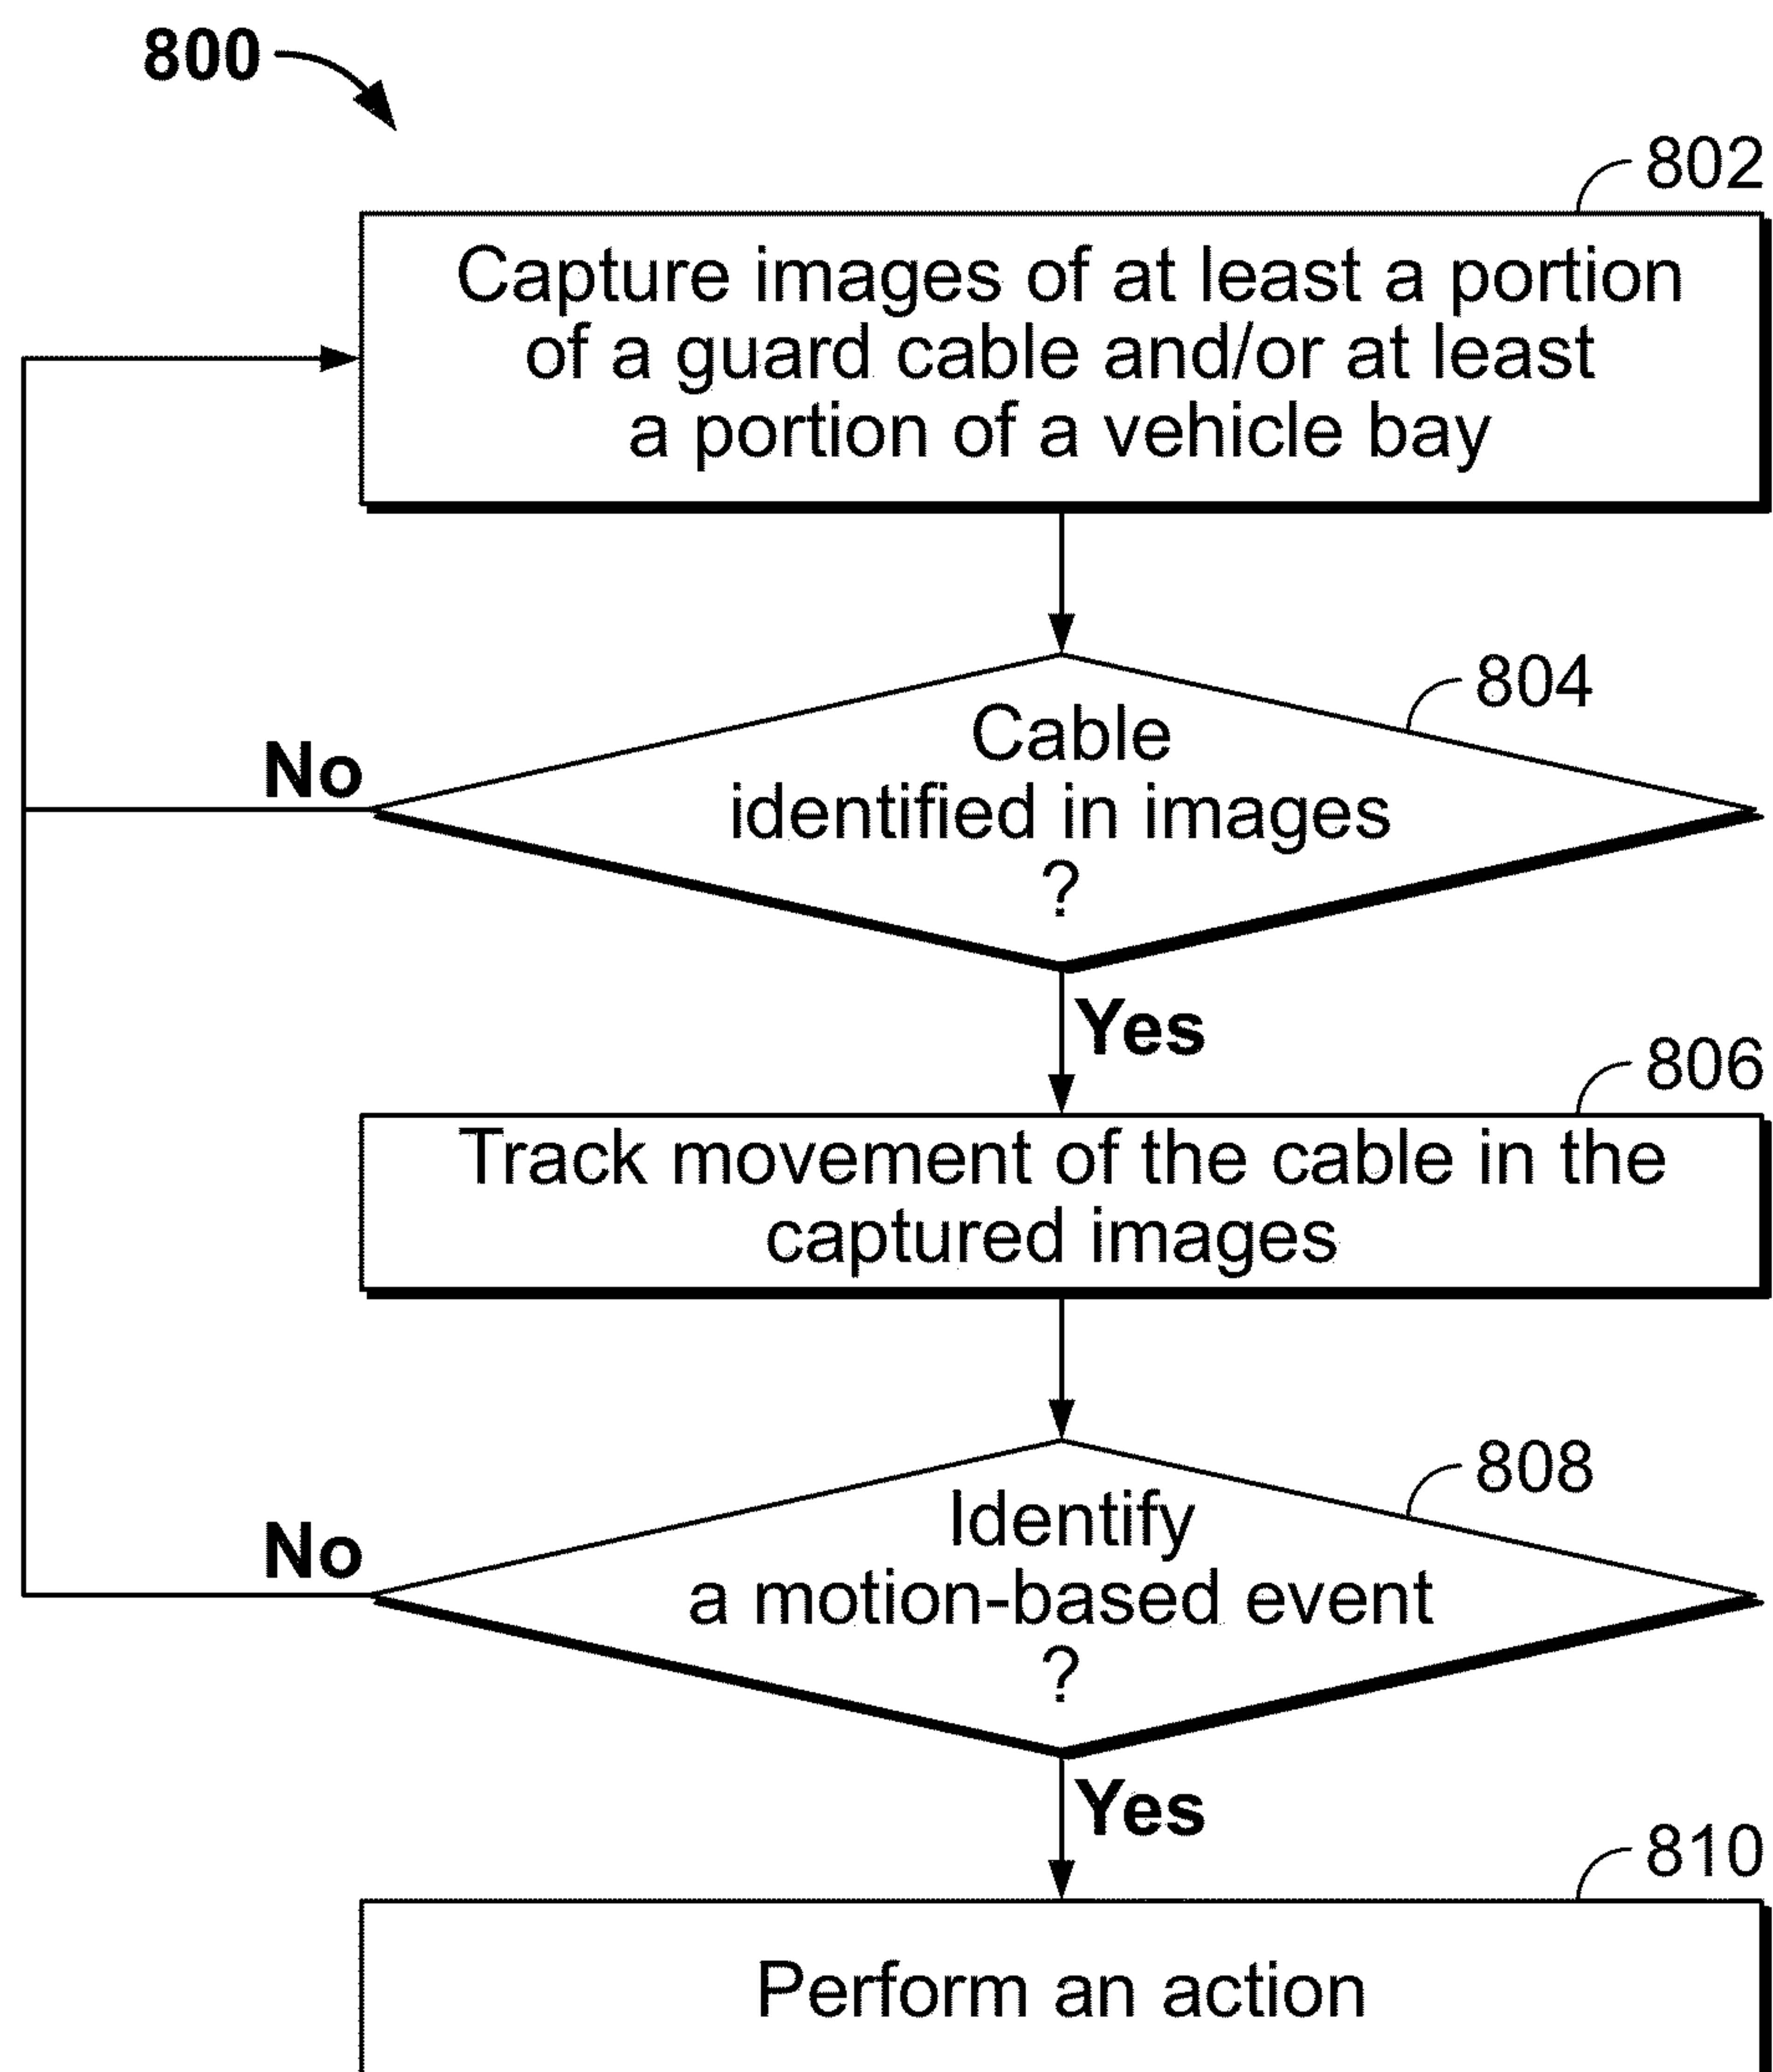 800
802
Capture images of at least a portion
of a guard cable and/or at least
a portion of a vehicle bay
804
Cable
identified in images
?
No
Yes
806
Track movement of the cable in the
captured images
808
Identify
a motion-based event
?
No
Yes
810
Perform an action